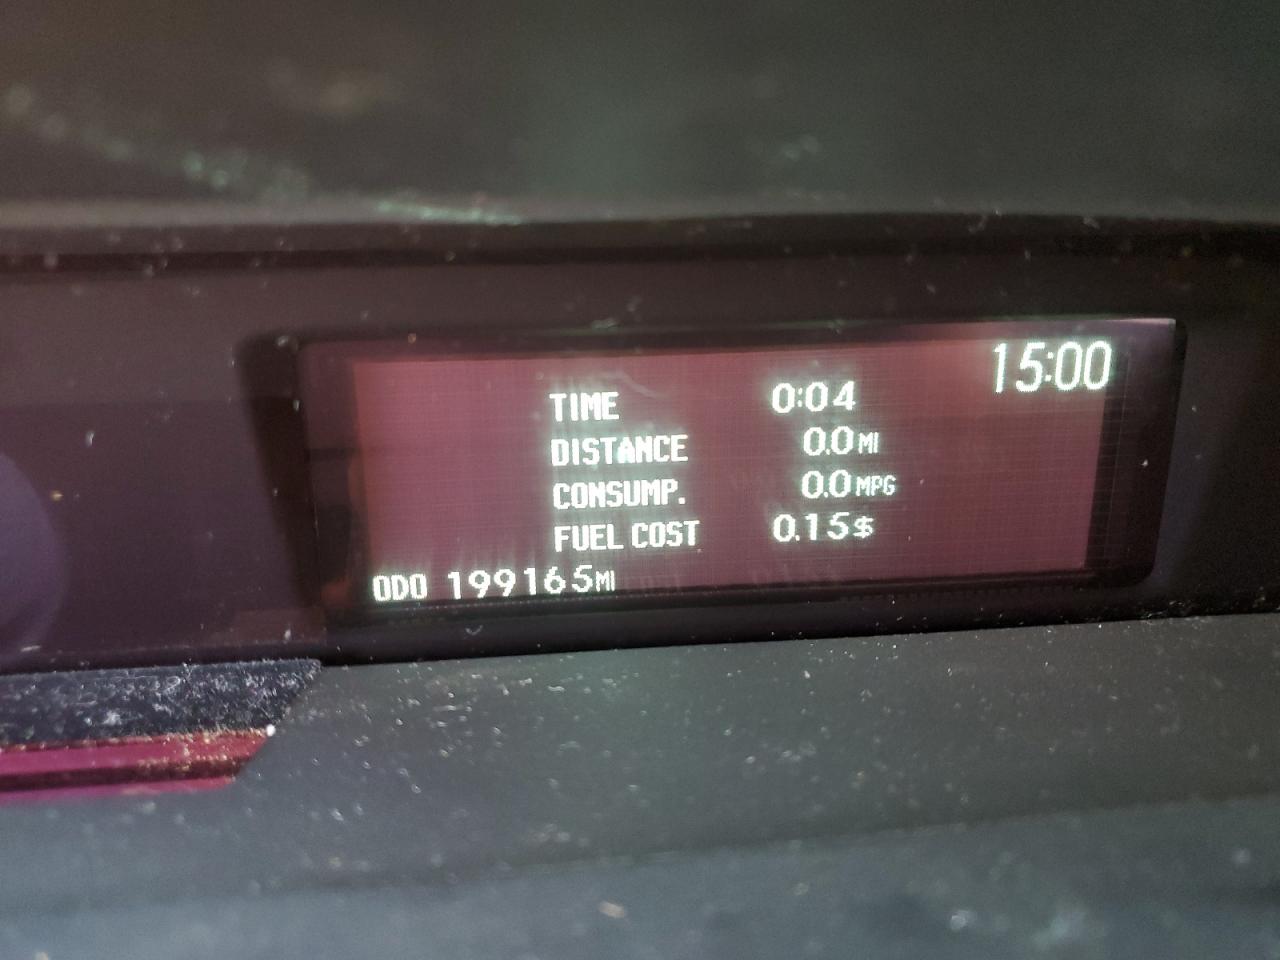 15:00
TIME 0:04
DISTANCE 0.0 MI
CONSUMP. 0.0 MPG
FUEL COST 0.15 $
ODO 199165 MI